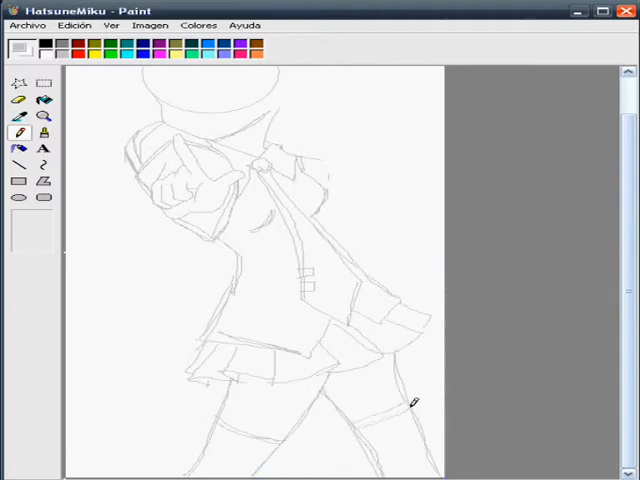 HatsuneMiku - Paint
Archivo Edición Ver Imagen Colores Ayuda
A